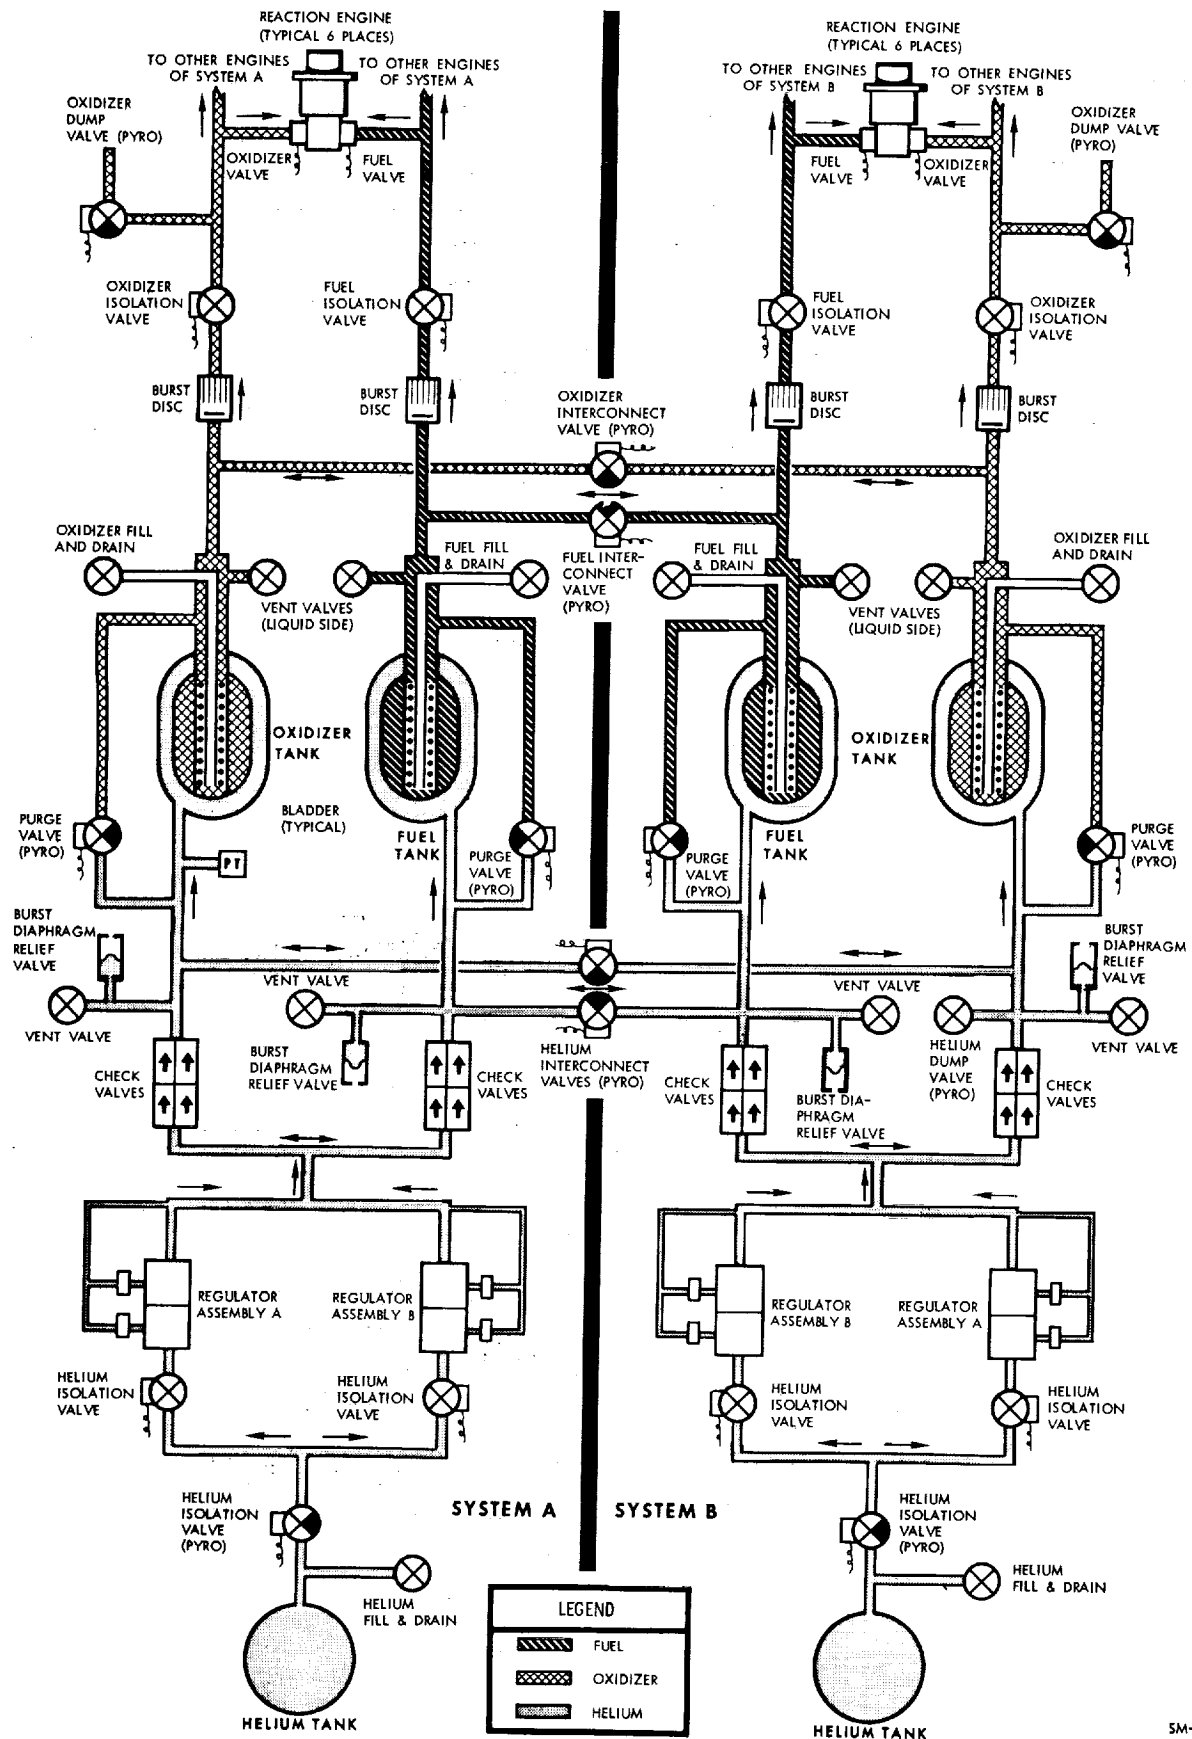 REACTION ENGINE
(TYPICAL 6 PLACES)
TO OTHER ENGINES
OF SYSTEM A
TO OTHER ENGINES
OF SYSTEM A
OXIDIZER
DUMP
VALVE (PYRO)
OXIDIZER
VALVE
FUEL
VALVE
OXIDIZER
ISOLATION
VALVE
FUEL
ISOLATION
VALVE
BURST
DISC
BURST
DISC
REACTION ENGINE
(TYPICAL 6 PLACES)
TO OTHER ENGINES
OF SYSTEM B
TO OTHER ENGINES
OF SYSTEM B
OXIDIZER
DUMP VALVE
(PYRO)
FUEL
VALVE
OXIDIZER
VALVE
FUEL
ISOLATION
VALVE
OXIDIZER
ISOLATION
VALVE
BURST
DISC
BURST
DISC
OXIDIZER
INTERCONNECT
VALVE (PYRO)
OXIDIZER FILL
AND DRAIN
VENT VALVES
(LIQUID SIDE)
FUEL FILL
& DRAIN
FUEL INTER-
CONNECT
VALVE
(PYRO)
FUEL FILL
& DRAIN
VENT VALVES
(LIQUID SIDE)
OXIDIZER FILL
AND DRAIN
OXIDIZER
TANK
BLADDER
(TYPICAL)
FUEL
TANK
OXIDIZER
TANK
FUEL
TANK
PURGE
VALVE
(PYRO)
PT
PURGE
VALVE
(PYRO)
PURGE
VALVE
(PYRO)
PURGE
VALVE
(PYRO)
BURST
DIAPHRAGM
RELIEF
VALVE
VENT VALVE
VENT VALVE
BURST
DIAPHRAGM
RELIEF VALVE
HELIUM
INTERCONNECT
VALVES (PYRO)
VENT VALVE
BURST
DIAPHRAGM
RELIEF
VALVE
HELIUM
DUMP
VALVE
(PYRO)
VENT VALVE
CHECK
VALVES
CHECK
VALVES
CHECK
VALVES
BURST DIA-
PHRAGM
RELIEF VALVE
CHECK
VALVES
REGULATOR
ASSEMBLY A
REGULATOR
ASSEMBLY B
REGULATOR
ASSEMBLY B
REGULATOR
ASSEMBLY A
HELIUM
ISOLATION
VALVE
HELIUM
ISOLATION
VALVE
HELIUM
ISOLATION
VALVE
HELIUM
ISOLATION
VALVE
HELIUM
ISOLATION
VALVE
(PYRO)
SYSTEM A
SYSTEM B
HELIUM
ISOLATION
VALVE
(PYRO)
HELIUM
FILL & DRAIN
HELIUM
FILL & DRAIN
LEGEND
FUEL
OXIDIZER
HELIUM
HELIUM TANK
HELIUM TANK
SM-